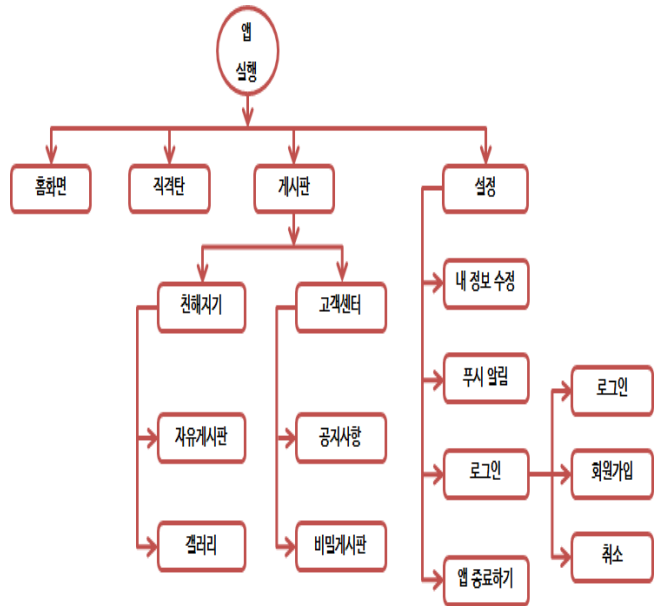 앱
실행
홈화면
직격탄
게시판
설정
친해지기
고객센터
내 정보 수정
푸시 알림
로그인
자유게시판
공지사항
로그인
회원가입
갤러리
비밀게시판
취소
앱 종료하기